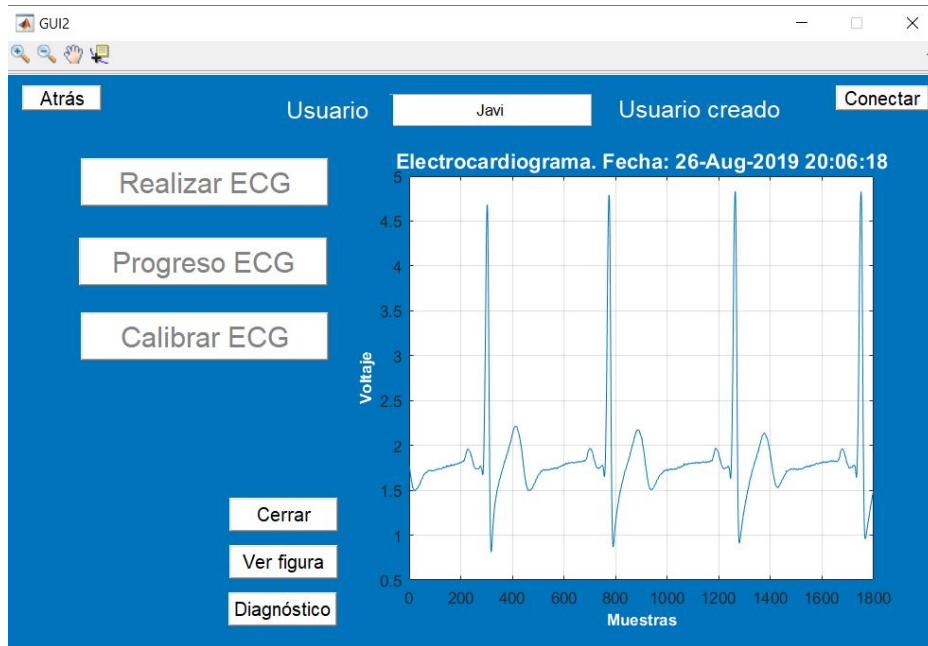 GUI2
Atrás
Usuario
Javi
Usuario creado
Conectar
Realizar ECG
Progreso ECG
Calibrar ECG
Cerrar
Ver figura
Diagnóstico
Electrocardiograma. Fecha: 26-Aug-2019 20:06:18
Voltaje
5
4.5
4
3.5
3
2.5
2
1.5
1
0.5
0 200 400 600 800 1000 1200 1400 1600 1800
Muestras